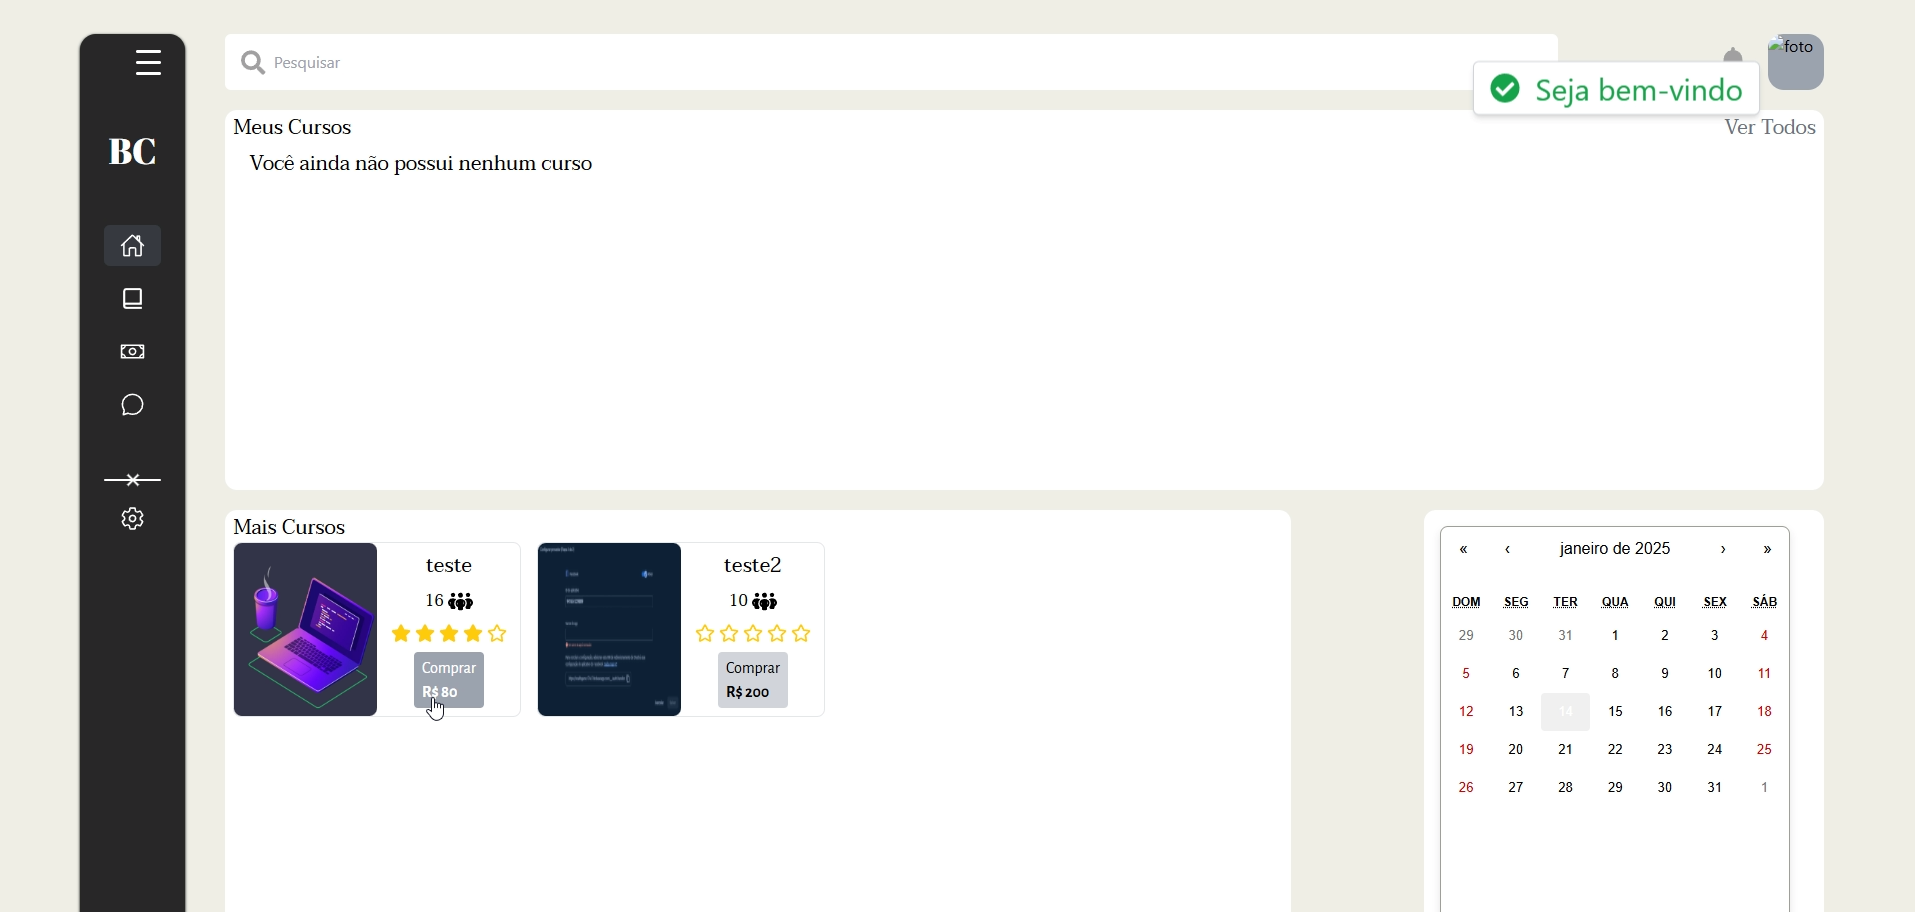 Pesquisar
foto
Seja bem-vindo
BC
Meus Cursos
Ver Todos
Você ainda não possui nenhum curso
Mais Cursos
teste
16
Comprar
R$ 80
teste2
10
Comprar
R$ 200
« ‹ janeiro de 2025 › »
DOM SEG TER QUA QUI SEX SÁB
29 30 31 1 2 3 4
5 6 7 8 9 10 11
12 13 14 15 16 17 18
19 20 21 22 23 24 25
26 27 28 29 30 31 1